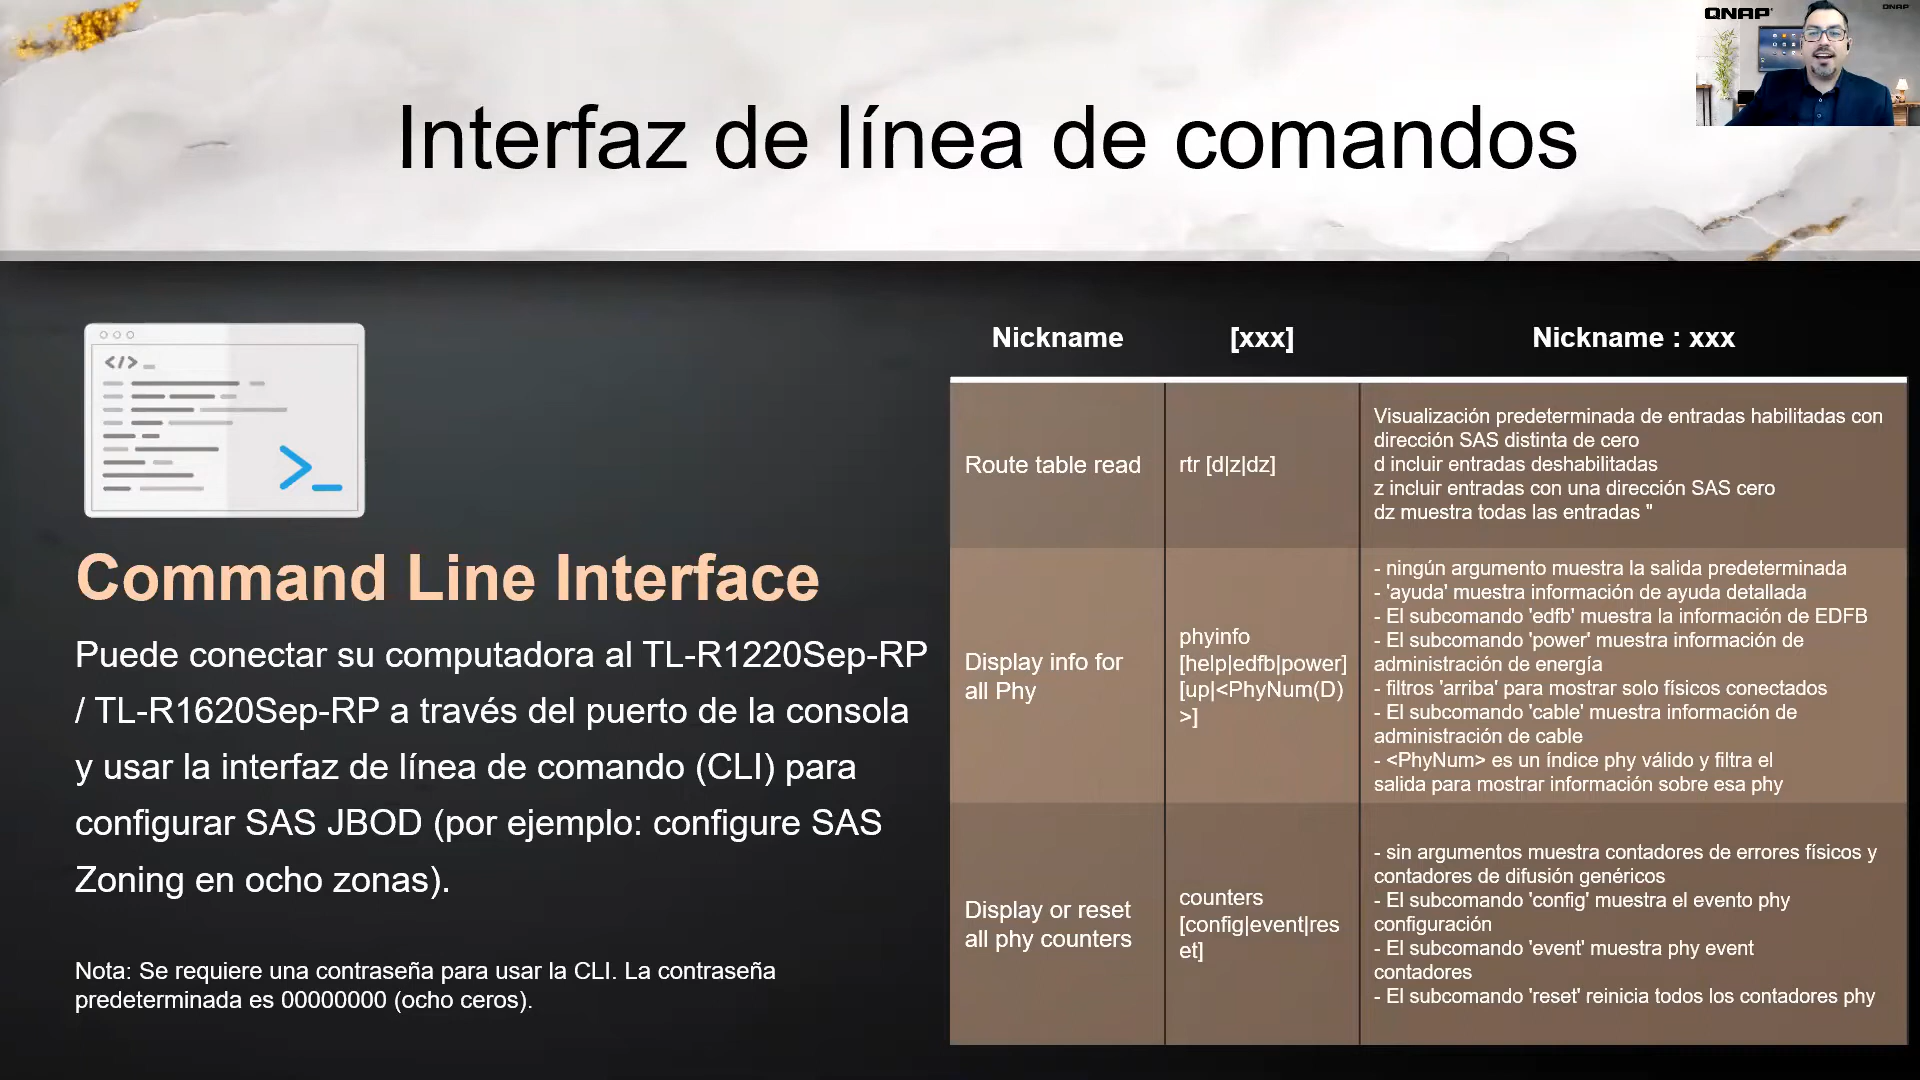 QNAP
QNAP
Interfaz de línea de comandos
</>_
>_
Command Line Interface
Puede conectar su computadora al TL-R1220Sep-RP
/ TL-R1620Sep-RP a través del puerto de la consola
y usar la interfaz de línea de comando (CLI) para
configurar SAS JBOD (por ejemplo: configure SAS
Zoning en ocho zonas).
Nota: Se requiere una contraseña para usar la CLI. La contraseña
predeterminada es 00000000 (ocho ceros).
Nickname
[xxx]
Nickname : xxx
Route table read
rtr [d|z|dz]
Visualización predeterminada de entradas habilitadas con
dirección SAS distinta de cero
d incluir entradas deshabilitadas
z incluir entradas con una dirección SAS cero
dz muestra todas las entradas "
Display info for
all Phy
phyinfo
[help|edfb|power]
[up|<PhyNum(D)
>]
- ningún argumento muestra la salida predeterminada
- 'ayuda' muestra información de ayuda detallada
- El subcomando 'edfb' muestra la información de EDFB
- El subcomando 'power' muestra información de
administración de energía
- filtros 'arriba' para mostrar solo físicos conectados
- El subcomando 'cable' muestra información de
administración de cable
- <PhyNum> es un índice phy válido y filtra el
salida para mostrar información sobre esa phy
Display or reset
all phy counters
counters
[config|event|res
et]
- sin argumentos muestra contadores de errores físicos y
contadores de difusión genéricos
- El subcomando 'config' muestra el evento phy
configuración
- El subcomando 'event' muestra phy event
contadores
- El subcomando 'reset' reinicia todos los contadores phy